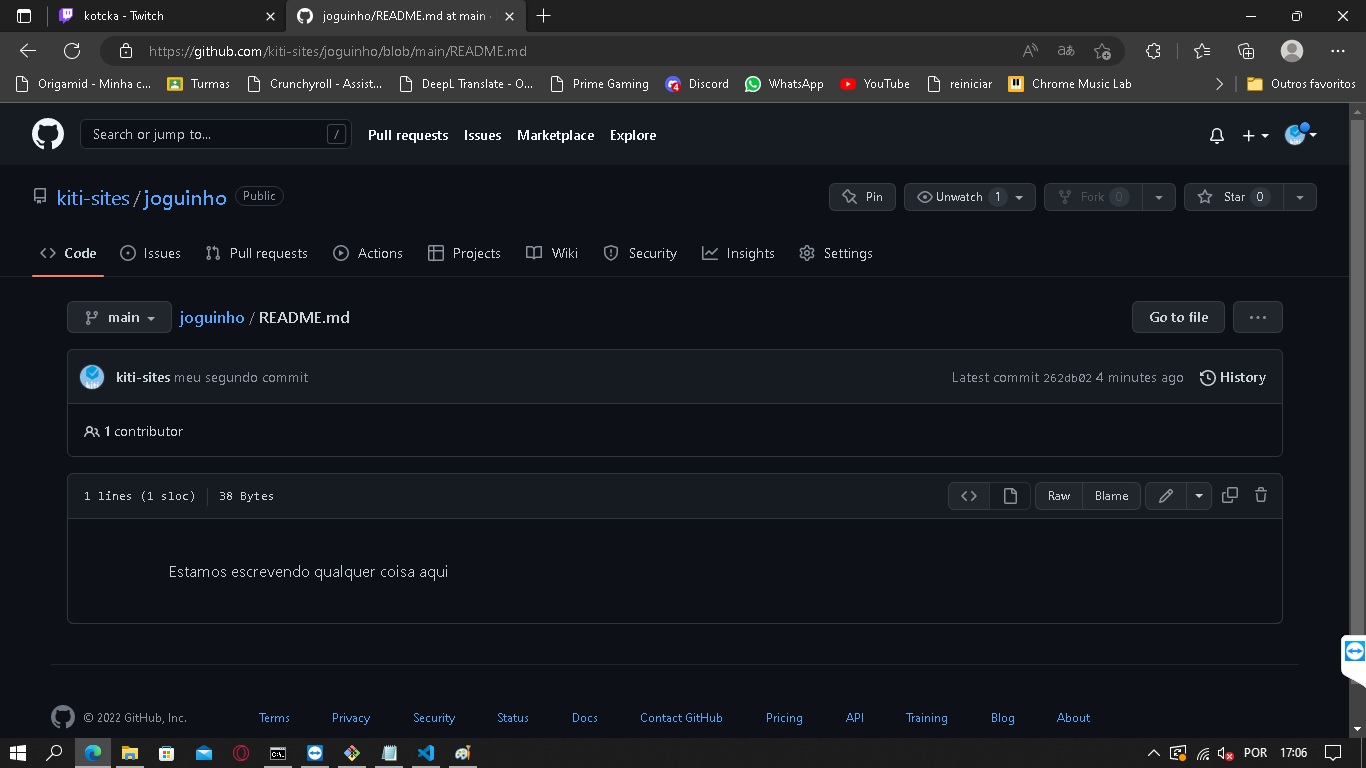 kotcka - Twitch
joguinho/README.md at main ·
https://github.com/kiti-sites/joguinho/blob/main/README.md
Origamid - Minha c... Turmas Crunchyroll - Assist... DeepL Translate - O... Prime Gaming Discord WhatsApp YouTube reiniciar Chrome Music Lab Outros favoritos
Search or jump to... / Pull requests Issues Marketplace Explore
kiti-sites / joguinho Public Pin Unwatch 1 Fork 0 Star 0
Code Issues Pull requests Actions Projects Wiki Security Insights Settings
main joguinho / README.md Go to file ...
kiti-sites meu segundo commit Latest commit 262db02 4 minutes ago History
1 contributor
1 lines (1 sloc) 38 Bytes Raw Blame
Estamos escrevendo qualquer coisa aqui
© 2022 GitHub, Inc. Terms Privacy Security Status Docs Contact GitHub Pricing API Training Blog About
POR 17:06